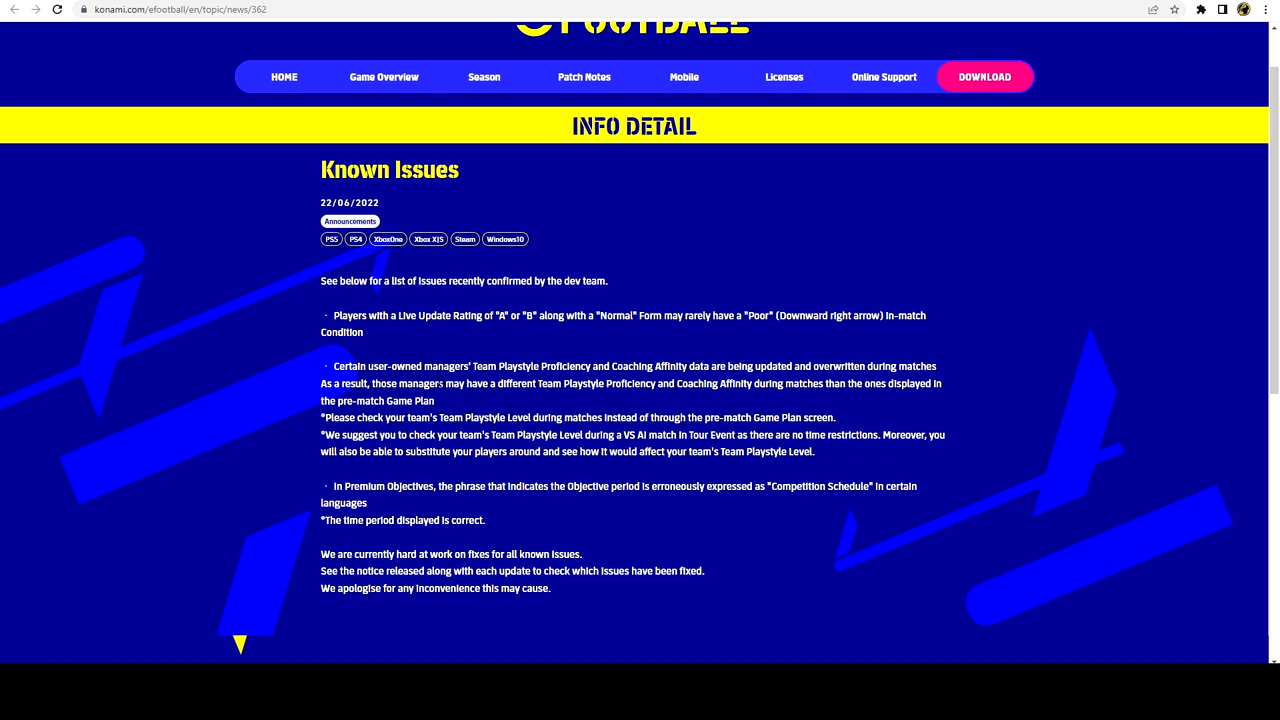 konami.com/efootball/en/topic/news/362
FOOTBALL
HOME
Game Overview
Season
Patch Notes
Mobile
Licenses
Online Support
DOWNLOAD
INFO DETAIL
Known Issues
22/06/2022
Announcements
PS5 PS4 XboxOne Xbox X|S Steam Windows10
See below for a list of issues recently confirmed by the dev team.
・ Players with a Live Update Rating of "A" or "B" along with a "Normal" Form may rarely have a "Poor" (Downward right arrow) in-match
Condition
・ Certain user-owned managers' Team Playstyle Proficiency and Coaching Affinity data are being updated and overwritten during matches
As a result, those managers may have a different Team Playstyle Proficiency and Coaching Affinity during matches than the ones displayed in
the pre-match Game Plan
*Please check your team's Team Playstyle Level during matches instead of through the pre-match Game Plan screen.
*We suggest you to check your team's Team Playstyle Level during a VS AI match in Tour Event as there are no time restrictions. Moreover, you
will also be able to substitute your players around and see how it would affect your team's Team Playstyle Level.
・ In Premium Objectives, the phrase that indicates the Objective period is erroneously expressed as "Competition Schedule" in certain
languages
*The time period displayed is correct.
We are currently hard at work on fixes for all known issues.
See the notice released along with each update to check which issues have been fixed.
We apologise for any inconvenience this may cause.